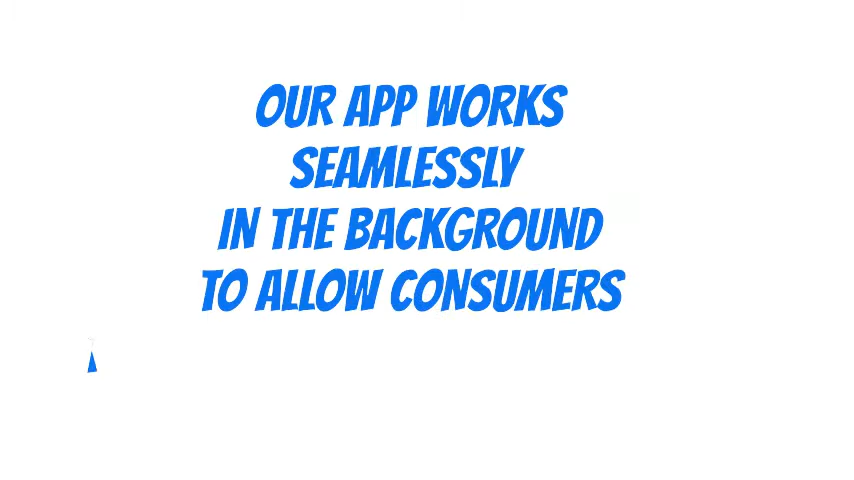 OUR APP WORKS
SEAMLESSLY
IN THE BACKGROUND
TO ALLOW CONSUMERS